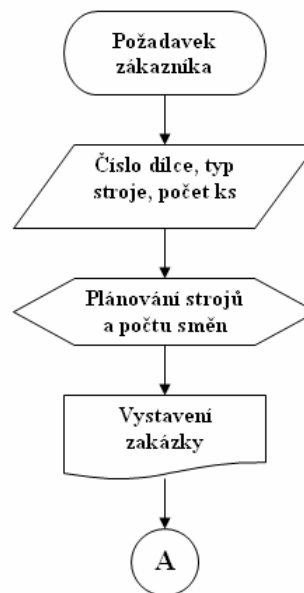 Požadavek
zákazníka
Číslo dílce, typ
stroje, počet ks
Plánování strojů
a počtu směn
Vystavení
zakázky
A